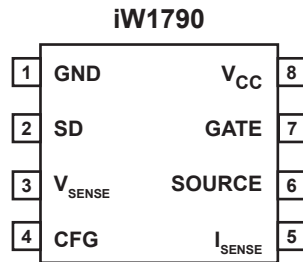 iW1790
1 GND V_CC 8
2 SD GATE 7
3 V_SENSE SOURCE 6
4 CFG I_SENSE 5